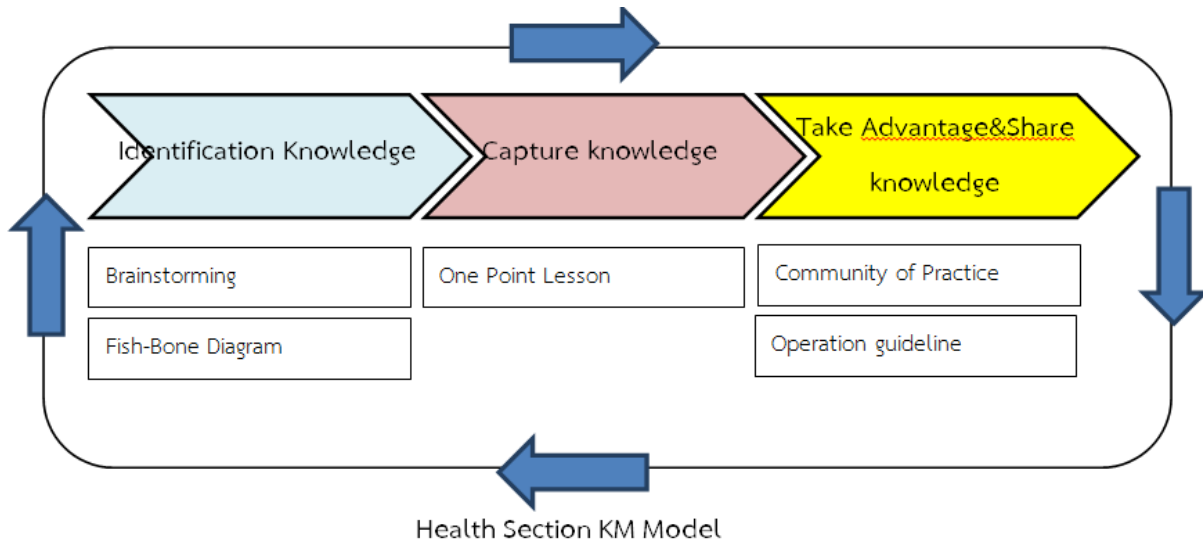 Identification Knowledge
Capture knowledge
Take Advantage&Share
knowledge
Brainstorming
One Point Lesson
Community of Practice
Fish-Bone Diagram
Operation guideline
Health Section KM Model